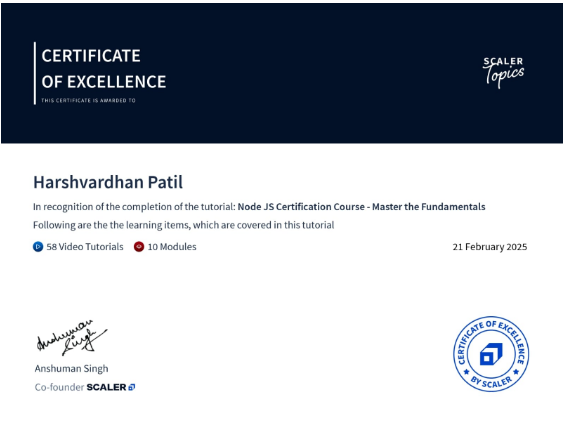 CERTIFICATE
OF EXCELLENCE
THIS CERTIFICATE IS AWARDED TO
SCALER
Topics
Harshvardhan Patil
In recognition of the completion of the tutorial: Node JS Certification Course - Master the Fundamentals
Following are the the learning items, which are covered in this tutorial
58 Video Tutorials 10 Modules
21 February 2025
Anshuman
Singh
Anshuman Singh
Co-founder SCALER
CERTIFICATE OF EXCELLENCE
BY SCALER